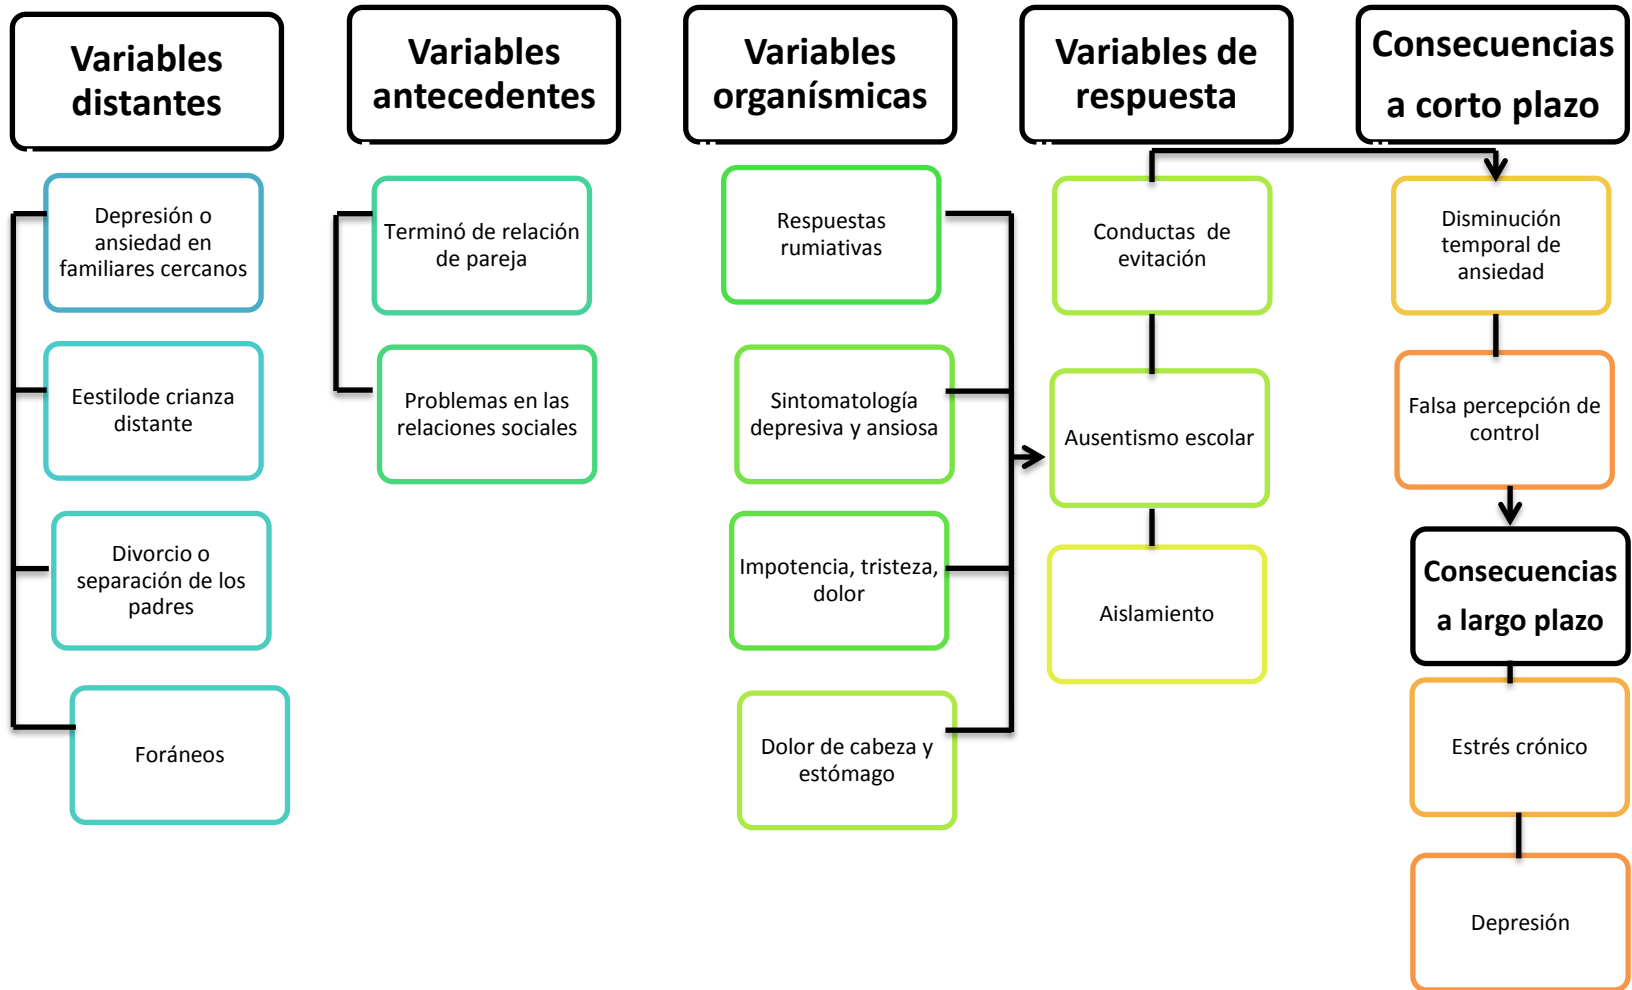 Variables
distantes
Depresión o
ansiedad en
familiares cercanos
Eestilode crianza
distante
Divorcio o
separación de los
padres
Foráneos
Variables
antecedentes
Terminó de relación
de pareja
Problemas en las
relaciones sociales
Variables
organísmicas
Respuestas
rumiativas
Sintomatología
depresiva y ansiosa
Impotencia, tristeza,
dolor
Dolor de cabeza y
estómago
Variables de
respuesta
Conductas de
evitación
Ausentismo escolar
Aislamiento
Consecuencias
a corto plazo
Disminución
temporal de
ansiedad
Falsa percepción de
control
Consecuencias
a largo plazo
Estrés crónico
Depresión